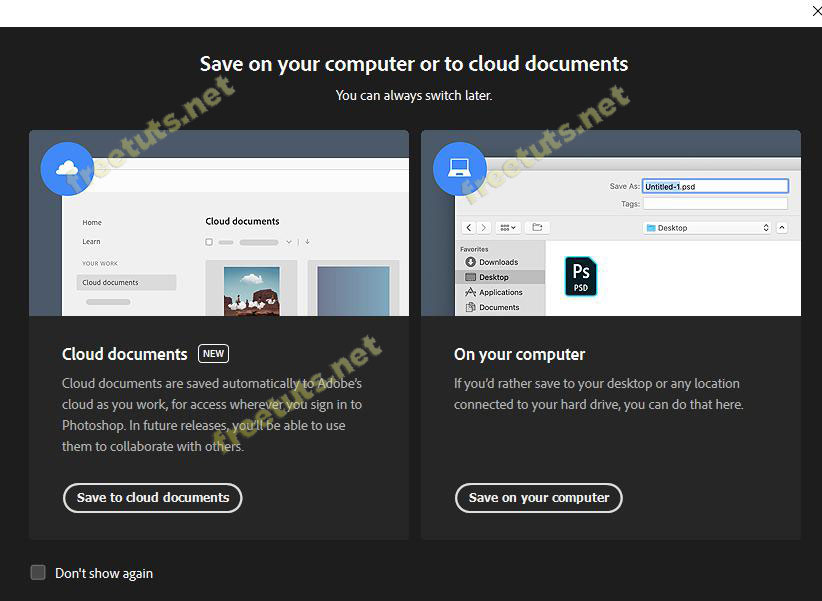 Save on your computer or to cloud documents
You can always switch later.
freetuts.net
freetuts.net
Home
Learn
YOUR WORK
Cloud documents
Cloud documents
Save As: Untitled-1.psd
Tags:
Desktop
Favorites
Downloads
Desktop
Applications
Documents
Ps
PSD
Cloud documents NEW
Cloud documents are saved automatically to Adobe's
cloud as you work, for access wherever you sign in to
Photoshop. In future releases, you'll be able to use
them to collaborate with others.
freetuts.net
Save to cloud documents
On your computer
If you'd rather save to your desktop or any location
connected to your hard drive, you can do that here.
Save on your computer
Don't show again